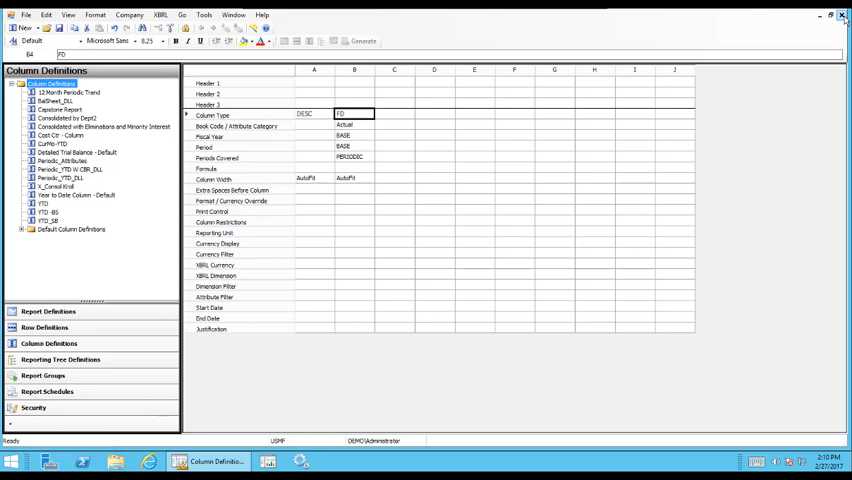 File Edit View Format Company XBRL Go Tools Window Help
New
Default Microsoft Sans 8.25 B I U Generate
B4 FD
Column Definitions
Column Definitions
12 Month Periodic Trend
BalSheet_DLL
Capstone Report
Consolidated by Dept2
Consolidated with Eliminations and Minority Interest
Cost Ctr - Column
CurMo-YTD
Detailed Trial Balance - Default
Periodic_Attributes
Periodic_YTD W CBR_DLL
Periodic_YTD_DLL
X_Consol Kroll
Year to Date Column - Default
YTD
YTD -BS
YTD_SB
Default Column Definitions
Report Definitions
Row Definitions
Column Definitions
Reporting Tree Definitions
Report Groups
Report Schedules
Security
A B C D E F G H I J
Header 1
Header 2
Header 3
Column Type DESC FD
Book Code / Attribute Category Actual
Fiscal Year BASE
Period BASE
Periods Covered PERIODIC
Formula
Column Width AutoFit AutoFit
Extra Spaces Before Column
Format / Currency Override
Print Control
Column Restrictions
Reporting Unit
Currency Display
Currency Filter
XBRL Currency
XBRL Dimension
Dimension Filter
Attribute Filter
Start Date
End Date
Justification
Ready USMF DEMO\Administrator
Column Definitio...
2:10 PM
2/27/2017